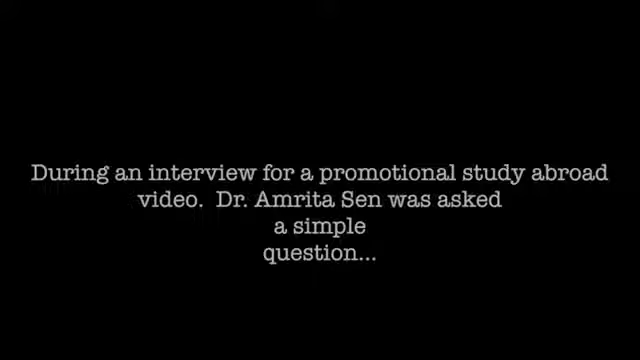 During an interview for a promotional study abroad
video.  Dr. Amrita Sen was asked
a simple
question...